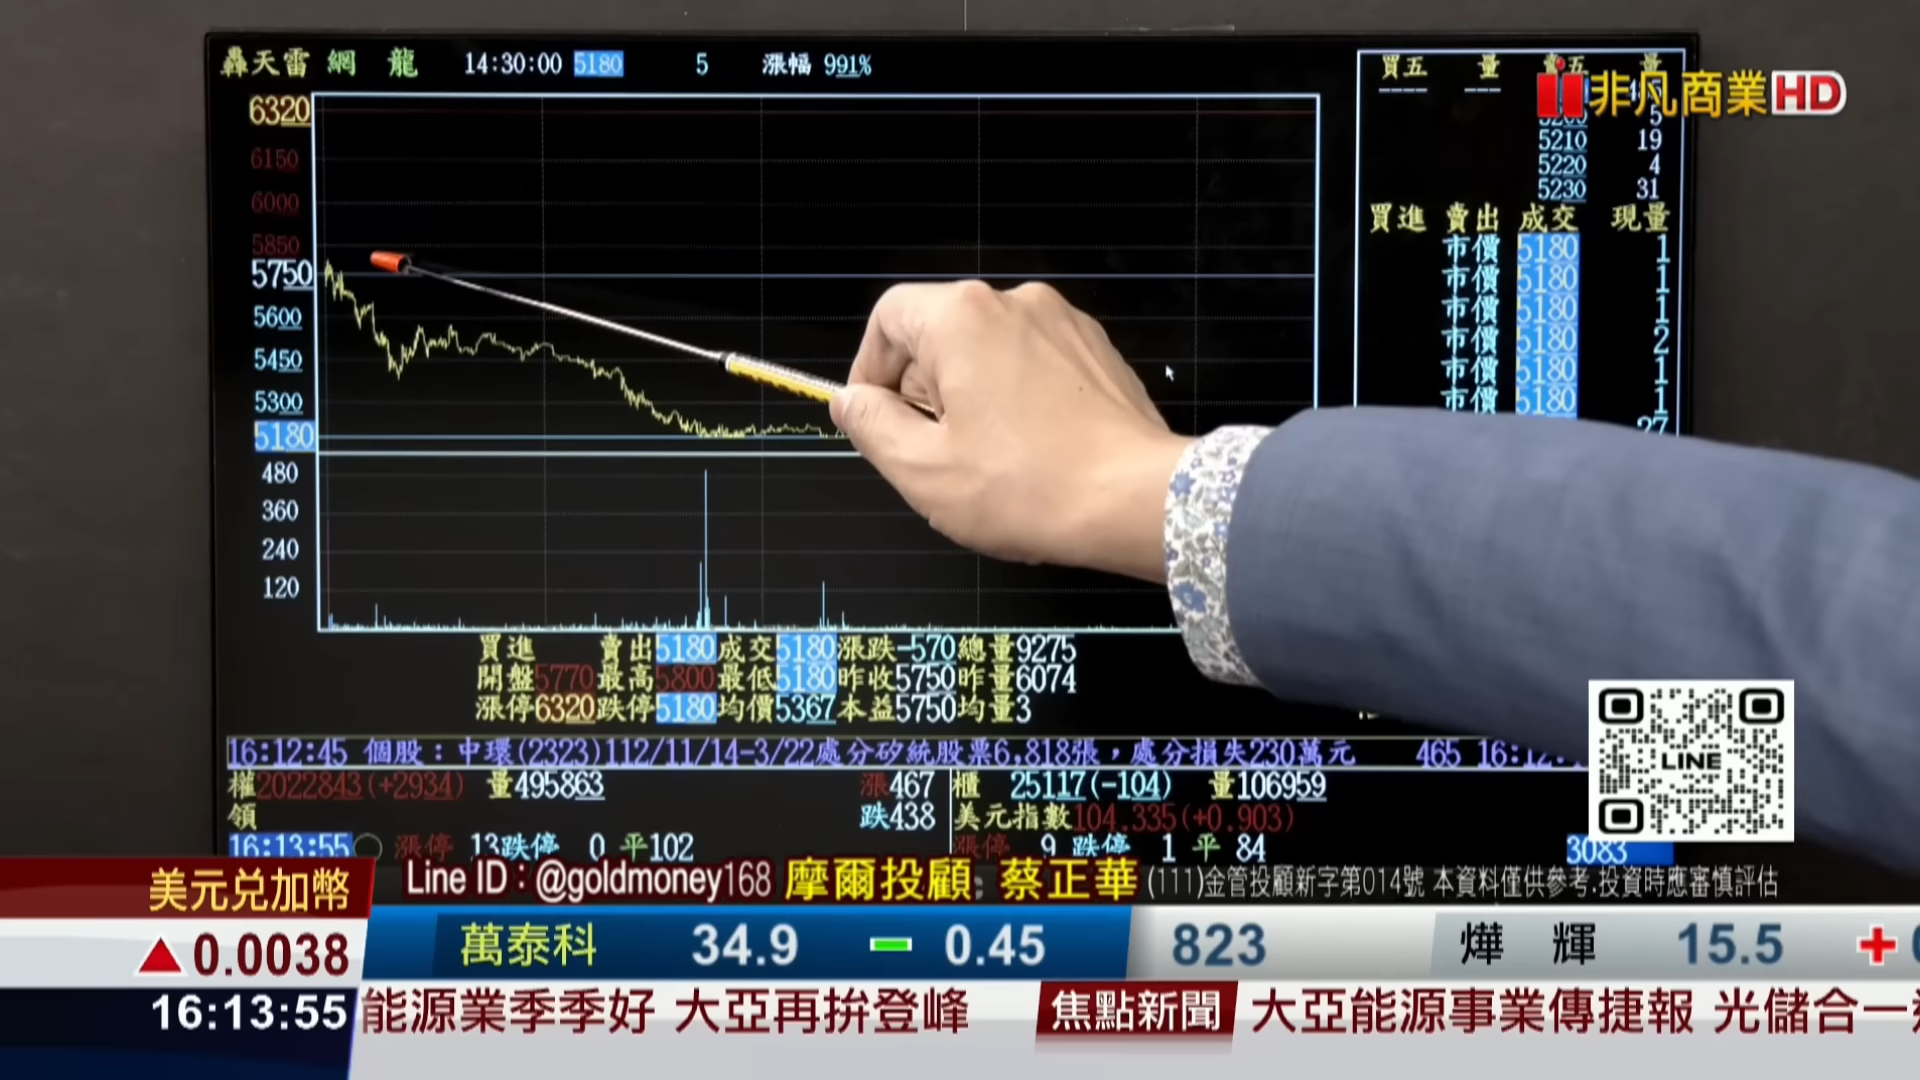 轟天雷 網 龍 14:30:00 5180 5 漲幅 991%
6320
6150
6000
5850
5750
5600
5450
5300
5180
480
360
240
120
買五 量 賣五 量
5200 5
5210 19
5220 4
5230 31
買進 賣出 成交 現量
市價 5180 1
市價 5180 1
市價 5180 1
市價 5180 2
市價 5180 1
市價 5180 1
27
非凡商業HD
買進 賣出5180成交5180漲跌-570總量9275
開盤5770最高5800最低5180昨收5750昨量6074
漲停6320跌停5180均價5367本益5750均量3
16:12:45 個股：中環(2323)112/11/14-3/22處分矽統股票6,818張，處分損失230萬元 465 16:12:
權2022843(+2934) 量495863 漲467 櫃 25117(-104) 量106959
領 跌438 美元指數104.335(+0.903)
16:13:55 漲停 13跌停 0 平102 漲停 9 跌停 1 平 84 3083
LINE
Line ID : @goldmoney168 摩爾投顧: 蔡正華 (111)金管投顧新字第014號 本資料僅供參考.投資時應審慎評估
美元兌加幣
▲0.0038
萬泰科 34.9 － 0.45 823 燁 輝 15.5 +
16:13:55
能源業季季好 大亞再拚登峰 焦點新聞 大亞能源事業傳捷報 光儲合一